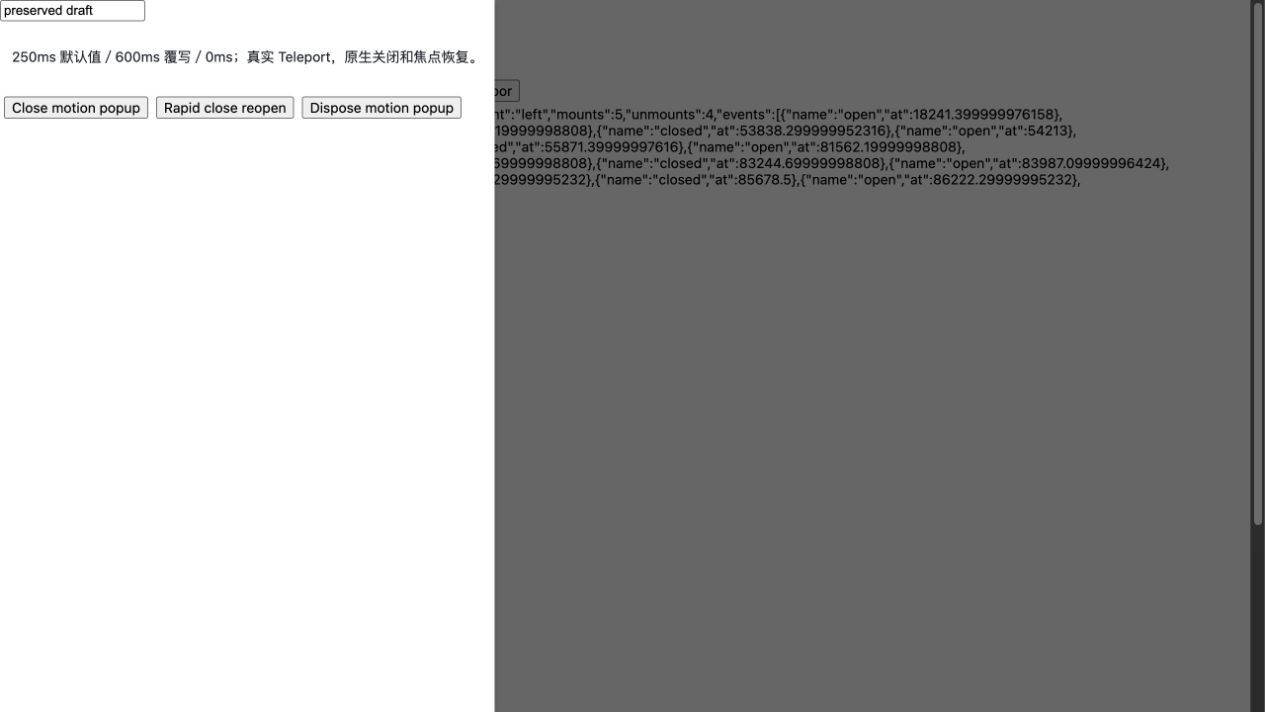 preserved draft
250ms 默认值 / 600ms 覆写 / 0ms；真实 Teleport，原生关闭和焦点恢复。
Close motion popup Rapid close reopen Dispose motion popup
por
nt":"left","mounts":5,"unmounts":4,"events":[{"name":"open","at":18241.399999976158},
19999998808},{"name":"closed","at":53838.299999952316},{"name":"open","at":54213},
ed","at":55871.39999997616},{"name":"open","at":81562.19999998808},
69999998808},{"name":"closed","at":83244.69999998808},{"name":"open","at":83987.09999996424},
29999995232},{"name":"closed","at":85678.5},{"name":"open","at":86222.29999995232},